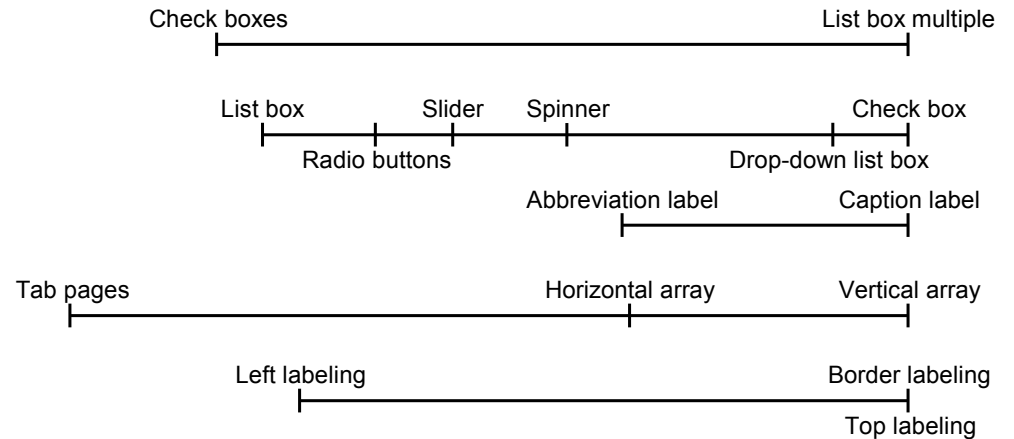 Check boxes List box multiple
List box Slider Spinner Check box
Radio buttons Drop-down list box
Abbreviation label Caption label
Tab pages Horizontal array Vertical array
Left labeling Border labeling
Top labeling